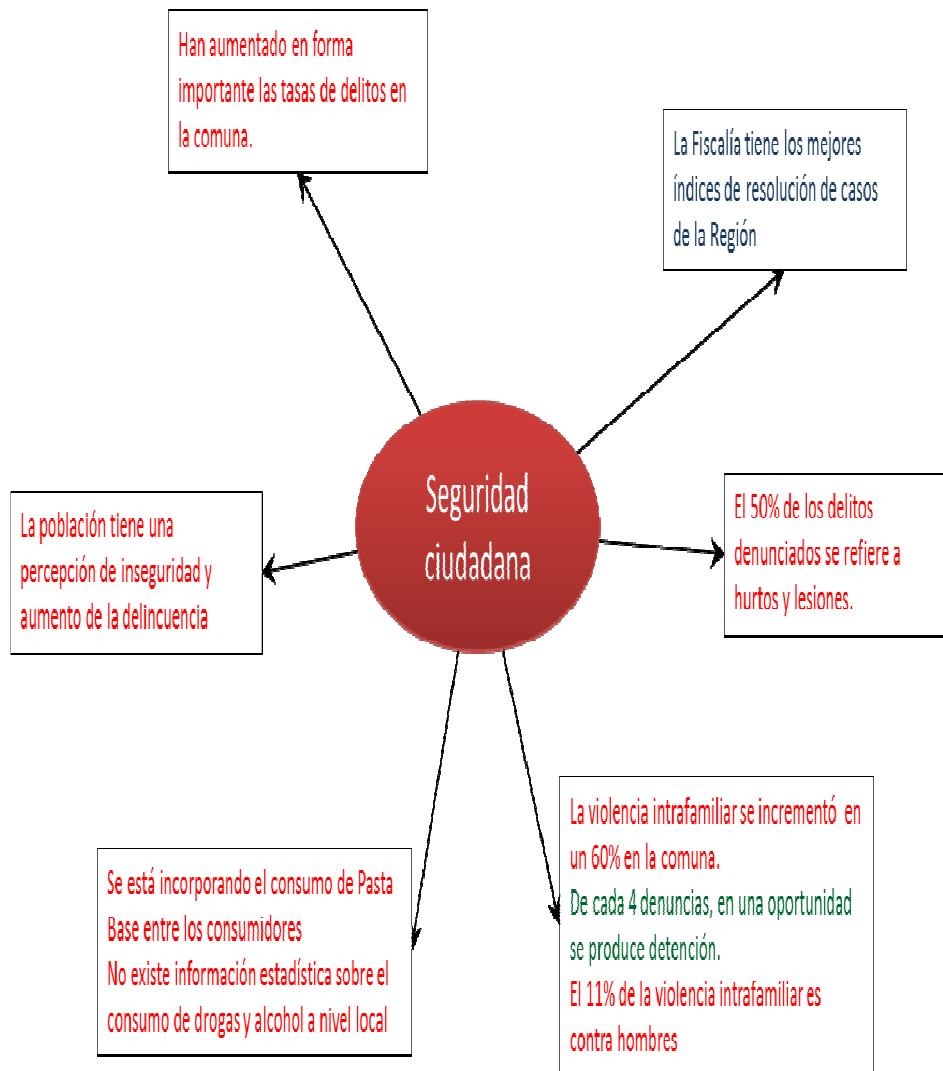 Han aumentado en forma
importante las tasas de delitos en
la comuna.
La Fiscalía tiene los mejores
índices de resolución de casos
de la Región
Seguridad
ciudadana
La población tiene una
percepción de inseguridad y
aumento de la delincuencia
El 50% de los delitos
denunciados se refiere a
hurtos y lesiones.
Se está incorporando el consumo de Pasta
Base entre los consumidores
No existe información estadística sobre el
consumo de drogas y alcohol a nivel local
La violencia intrafamiliar se incrementó en
un 60% en la comuna.
De cada 4 denuncias, en una oportunidad
se produce detención.
El 11% de la violencia intrafamiliar es
contra hombres